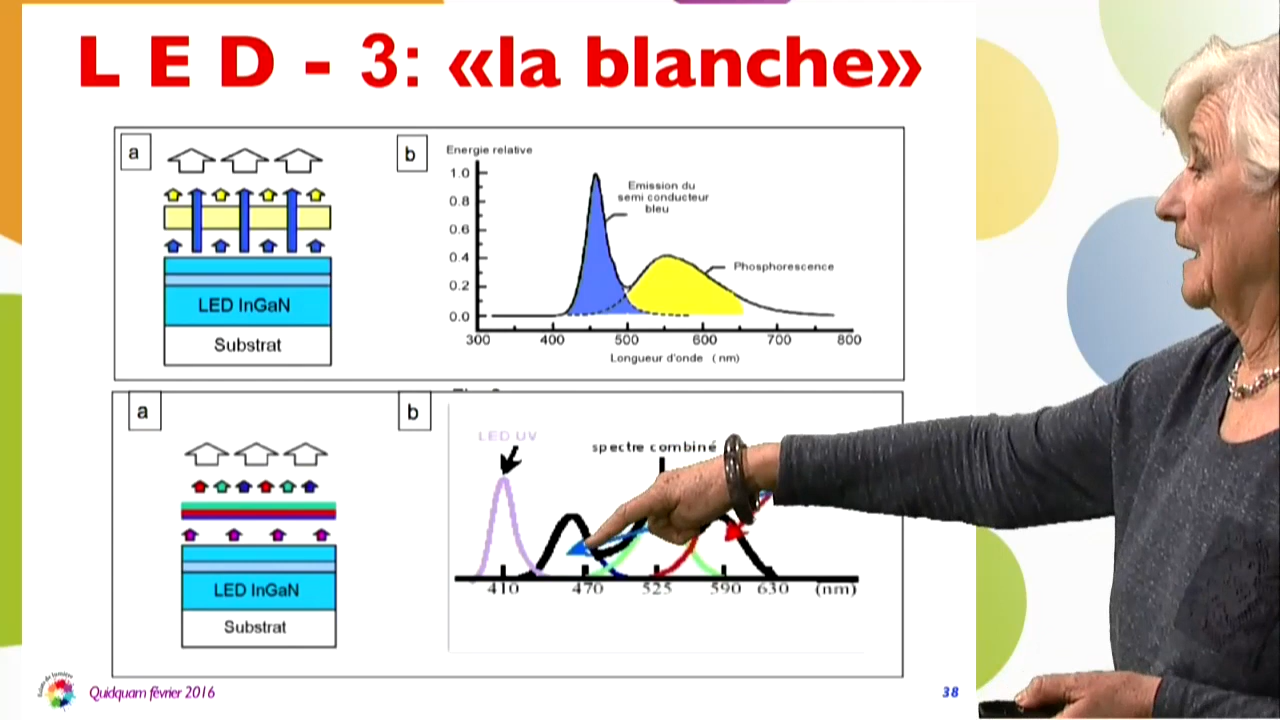 L E D - 3: «la blanche»
a
b
Energie relative
1.0
0.8
0.6
0.4
0.2
0.0
Emission du
semi conducteur
bleu
Phosphorescence
300 400 500 600 700 800
Longueur d'onde (nm)
LED InGaN
Substrat
a
b
LED UV
spectre combiné
410 470 525 590 630 (nm)
LED InGaN
Substrat
Quidquam février 2016
38